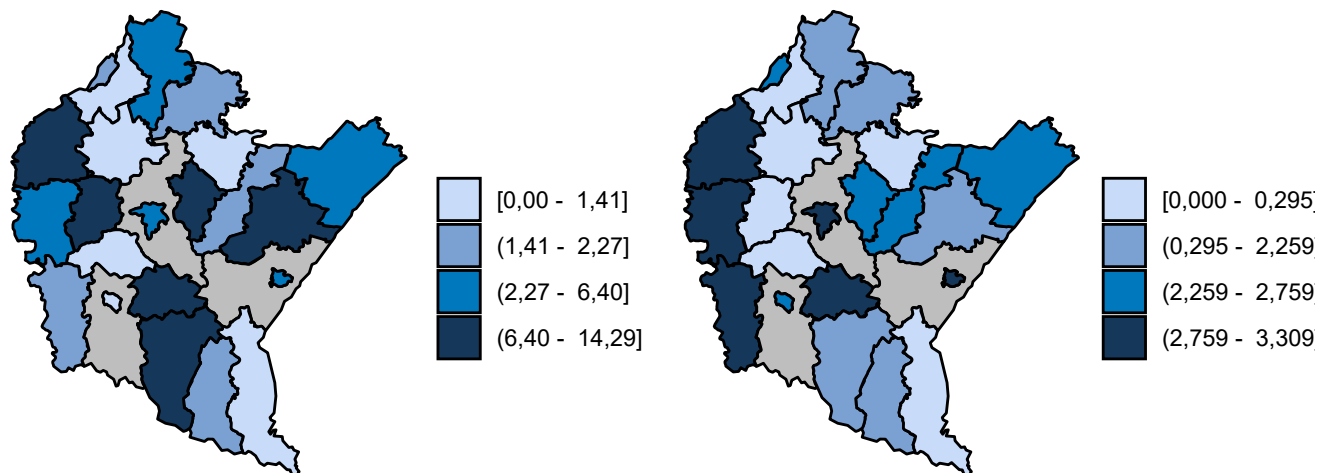 [0,00 - 1,41]
(1,41 - 2,27]
(2,27 - 6,40]
(6,40 - 14,29]
[0,000 - 0,295]
(0,295 - 2,259]
(2,259 - 2,759]
(2,759 - 3,309]